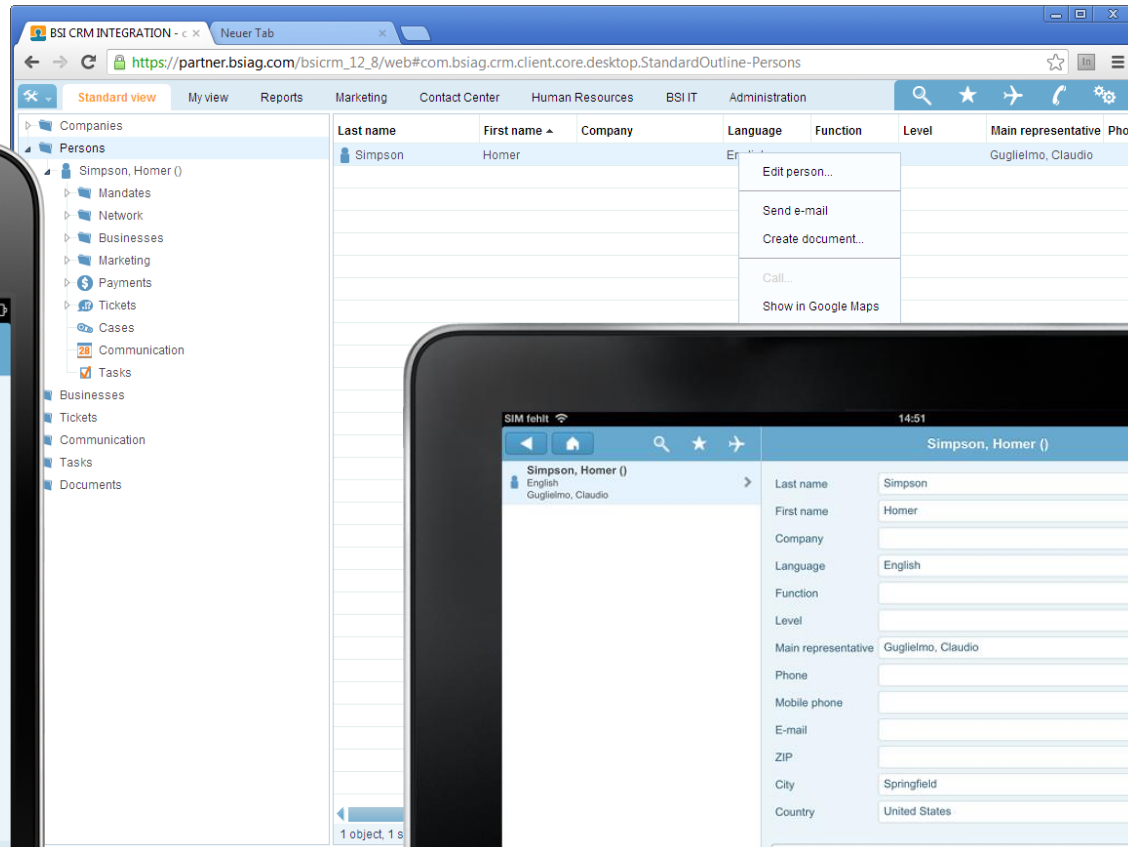 BSI CRM INTEGRATION - c
Neuer Tab
https://partner.bsiag.com/bsicrm_12_8/web#com.bsiag.crm.client.core.desktop.StandardOutline-Persons
Standard view My view Reports Marketing Contact Center Human Resources BSI IT Administration
Companies
Persons
Simpson, Homer ()
Mandates
Network
Businesses
Marketing
Payments
Tickets
Cases
28 Communication
Tasks
Businesses
Tickets
Communication
Tasks
Documents
Last name First name Company Language Function Level Main representative Pho
Simpson Homer Guglielmo, Claudio
Edit person...
Send e-mail
Create document...
Call...
Show in Google Maps
1 object, 1 s
SIM fehlt 14:51
Simpson, Homer ()
Simpson, Homer ()
English
Guglielmo, Claudio
Last name Simpson
First name Homer
Company
Language English
Function
Level
Main representative Guglielmo, Claudio
Phone
Mobile phone
E-mail
ZIP
City Springfield
Country United States